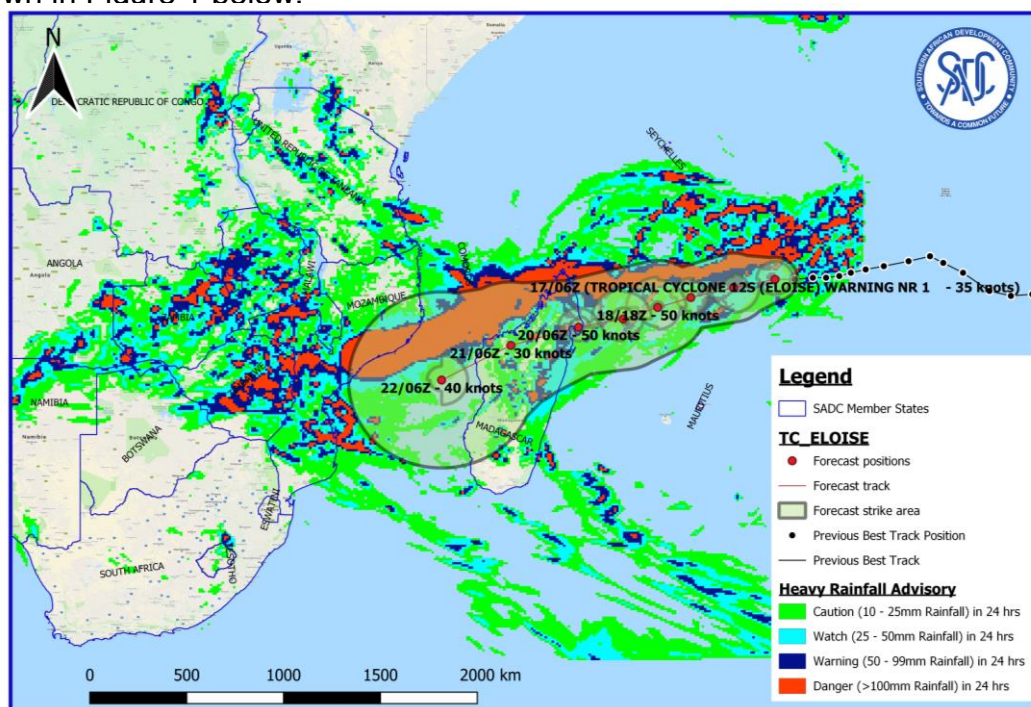 wn in Figure 1 below.
N
SOUTHERN AFRICAN DEVELOPMENT COMMUNITY
SADC
TOWARDS A COMMON FUTURE
DEMOCRATIC REPUBLIC OF CONGO
UNITED REPUBLIC OF TANZANIA
SEYCHELLES
ANGOLA
Angola
MALAWI
MOZAMBIQUE
17/06Z (TROPICAL CYCLONE 12S (ELOISE) WARNING NR 1 - 35 knots)
18/18Z - 50 knots
20/06Z - 50 knots
21/06Z - 30 knots
22/06Z - 40 knots
NAMIBIA
Namibia
BOTSWANA
MADAGASCAR
MAURITIUS
ESWATINI
SOUTH AFRICA
LESOTHO
Legend
SADC Member States
TC_ELOISE
Forecast positions
Forecast track
Forecast strike area
Previous Best Track Position
Previous Best Track
Heavy Rainfall Advisory
Caution (10 - 25mm Rainfall) in 24 hrs
Watch (25 - 50mm Rainfall) in 24 hrs
Warning (50 - 99mm Rainfall) in 24 hrs
Danger (>100mm Rainfall) in 24 hrs
0 500 1000 1500 2000 km